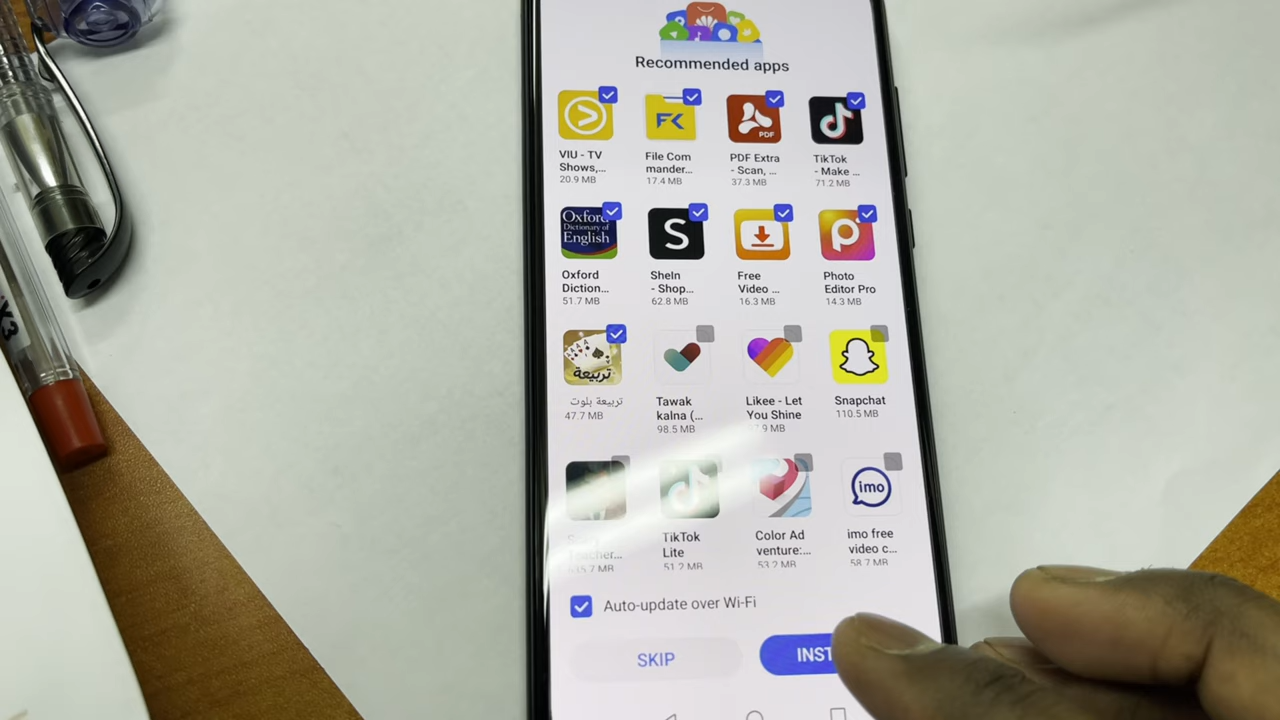 Recommended apps
FK
PDF
VIU - TV
Shows,...
20.9 MB
File Com
mander...
17.4 MB
PDF Extra
- Scan, ...
37.3 MB
TikTok
- Make ...
71.2 MB
Oxford
Dictionary of
English
S
Oxford
Diction...
51.7 MB
SheIn
- Shop...
62.8 MB
Free
Video ...
16.3 MB
Photo
Editor Pro
14.3 MB
تربيعة
تربيعة بلوت
47.7 MB
Tawak
kalna (...
98.5 MB
Likee - Let
You Shine
Snapchat
110.5 MB
imo
TikTok
Lite
51.2 MB
Color Ad
venture:...
53.2 MB
imo free
video c...
58.7 MB
Auto-update over Wi-Fi
SKIP
INST
X3